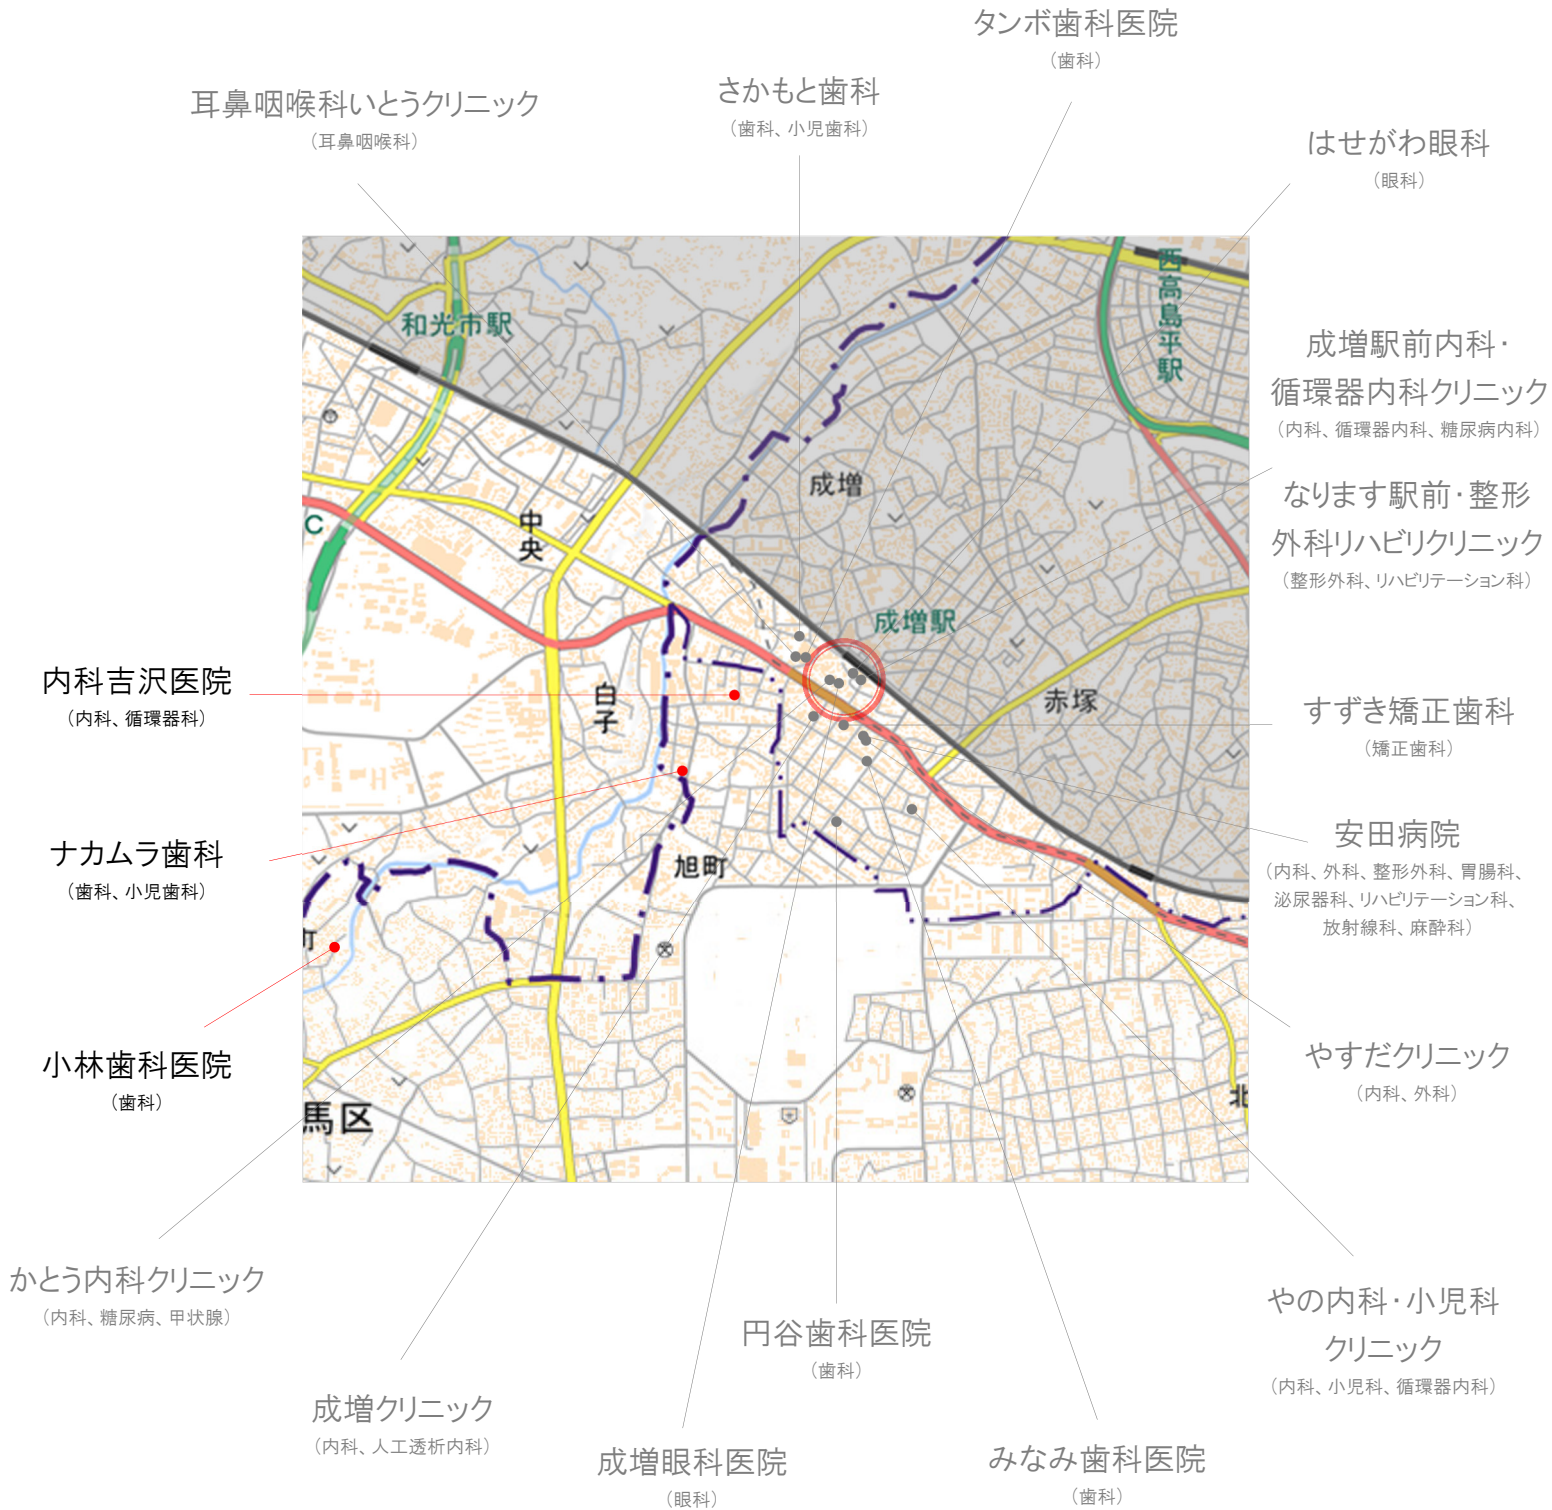 タンボ歯科医院
（歯科）
さかもと歯科
（歯科、小児歯科）
耳鼻咽喉科いとうクリニック
（耳鼻咽喉科）
はせがわ眼科
（眼科）
西高島平駅
和光市駅
成増駅前内科・
循環器内科クリニック
（内科、循環器内科、糖尿病内科）
成増
なります駅前・整形
外科リハビリクリニック
（整形外科、リハビリテーション科）
C
中央
成増駅
内科吉沢医院
（内科、循環器科）
白子
赤塚
すずき矯正歯科
（矯正歯科）
ナカムラ歯科
（歯科、小児歯科）
旭町
安田病院
（内科、外科、整形外科、胃腸科、
泌尿器科、リハビリテーション科、
放射線科、麻酔科）
町
小林歯科医院
（歯科）
やすだクリニック
（内科、外科）
馬区
北
かとう内科クリニック
（内科、糖尿病、甲状腺）
円谷歯科医院
（歯科）
やの内科・小児科
クリニック
（内科、小児科、循環器内科）
成増クリニック
（内科、人工透析内科）
成増眼科医院
（眼科）
みなみ歯科医院
（歯科）